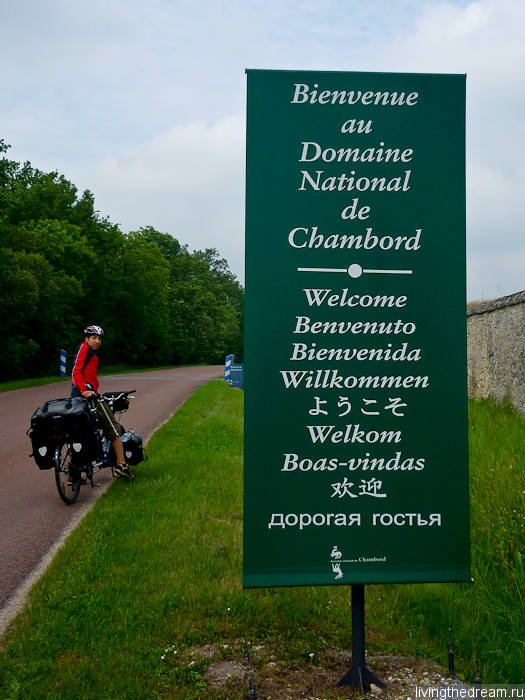 Bienvenue
au
Domaine
National
de
Chambord
Welcome
Benvenuto
Bienvenida
Willkommen
ようこそ
Welkom
Boas-vindas
欢迎
дорогая гостья
Chambord
livingthedream.ru